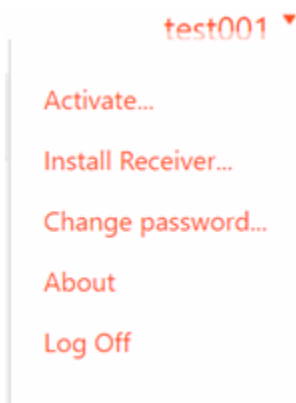 test001
Activate...
Install Receiver...
Change password...
About
Log Off